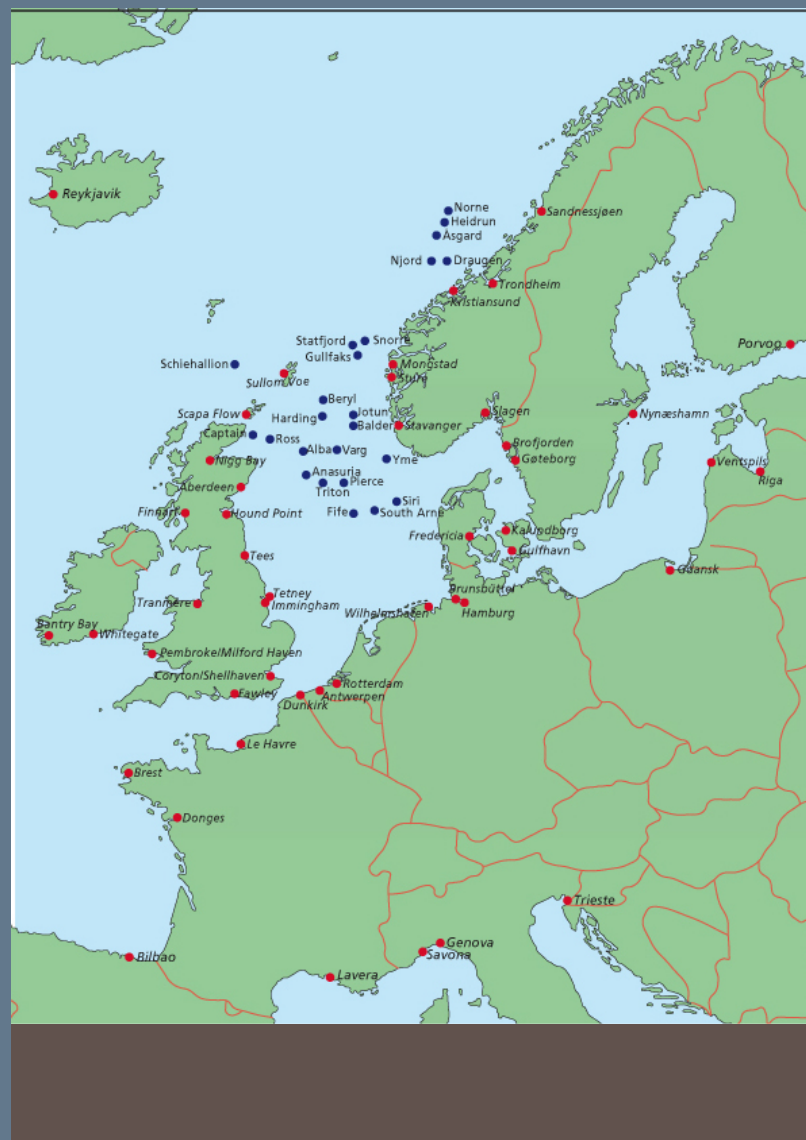 Reykjavik
Norne
Heidrun
Åsgard
Sandnessjøen
Njord
Draugen
Trondheim
Kristiansund
Statfjord
Snorre
Gullfaks
Porvoo
Schiehallion
Mongstad
Sture
Sullom Voe
Beryl
Scapa Flow
Harding
Jotun
Balder
Stavanger
Slagen
Nynæshamn
Captain
Ross
Alba
Varg
Brofjorden
Yme
Gøteborg
Nigg Bay
Ventspils
Riga
Anasuria
Aberdeen
Triton
Pierce
Siri
Finnart
Hound Point
Fife
South Arne
Fredericia
Kalundborg
Gulfhavn
Tees
Gdansk
Tetney
Immingham
Tranmere
Brunsbüttel
Wilhelmshafen
Hamburg
Bantry Bay
Whitegate
Pembroke/Milford Haven
Coryton/Shellhaven
Rotterdam
Antwerpen
Fawley
Dunkirk
Le Havre
Brest
Donges
Trieste
Genova
Savona
Bilbao
Lavera